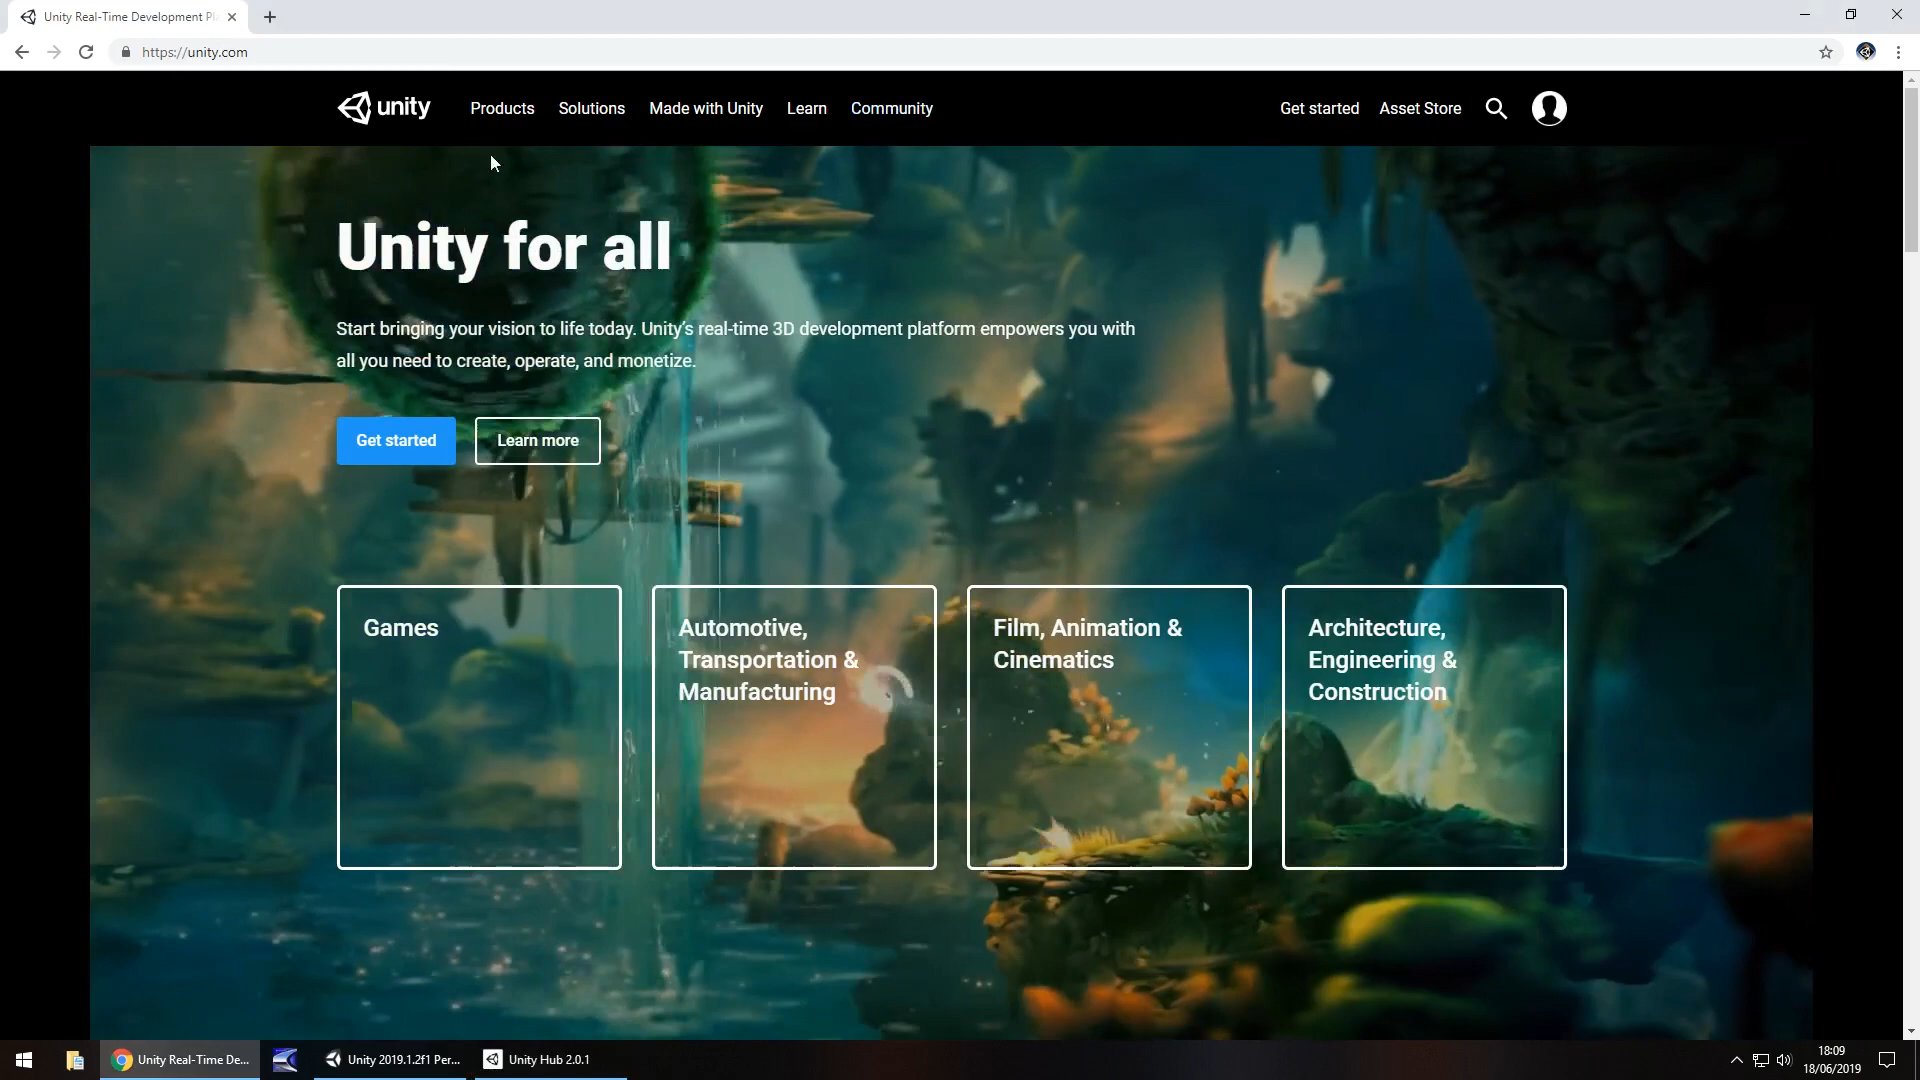 Unity Real-Time Development Pl
https://unity.com
unity
Products
Solutions
Made with Unity
Learn
Community
Get started
Asset Store
Unity for all
Start bringing your vision to life today. Unity's real-time 3D development platform empowers you with
all you need to create, operate, and monetize.
Get started
Learn more
Games
Automotive,
Transportation &
Manufacturing
Film, Animation &
Cinematics
Architecture,
Engineering &
Construction
Unity Real-Time De...
Unity 2019.1.2f1 Per...
Unity Hub 2.0.1
18:09
18/06/2019